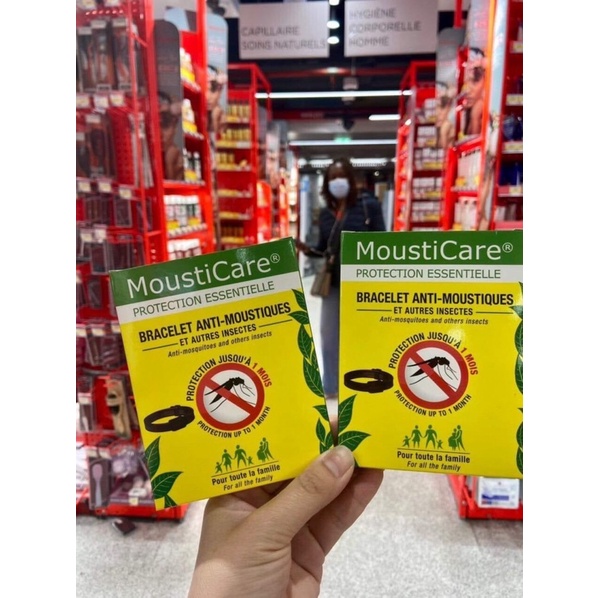 CAPILLAIRE
SOINS NATURELS
HYGIÈNE
CORPORELLE
HOMME
MoustiCare®
PROTECTION ESSENTIELLE
BRACELET ANTI-MOUSTIQUES
ET AUTRES INSECTES
Anti-mosquitoes and others insects
PROTECTION JUSQU'À 1 MOIS
PROTECTION UP TO 1 MONTH
Pour toute la famille
For all the family
MoustiCare®
PROTECTION ESSENTIELLE
BRACELET ANTI-MOUSTIQUES
ET AUTRES INSECTES
Anti-mosquitoes and others insects
PROTECTION JUSQU'À 1 MOIS
PROTECTION UP TO 1 MONTH
Pour toute la famille
For all the family